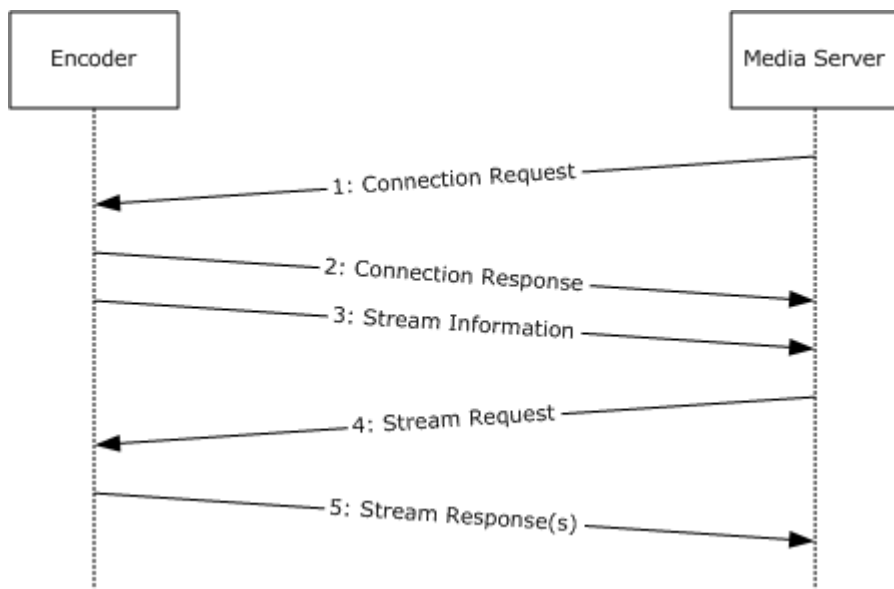 Encoder
Media Server
1: Connection Request
2: Connection Response
3: Stream Information
4: Stream Request
5: Stream Response(s)